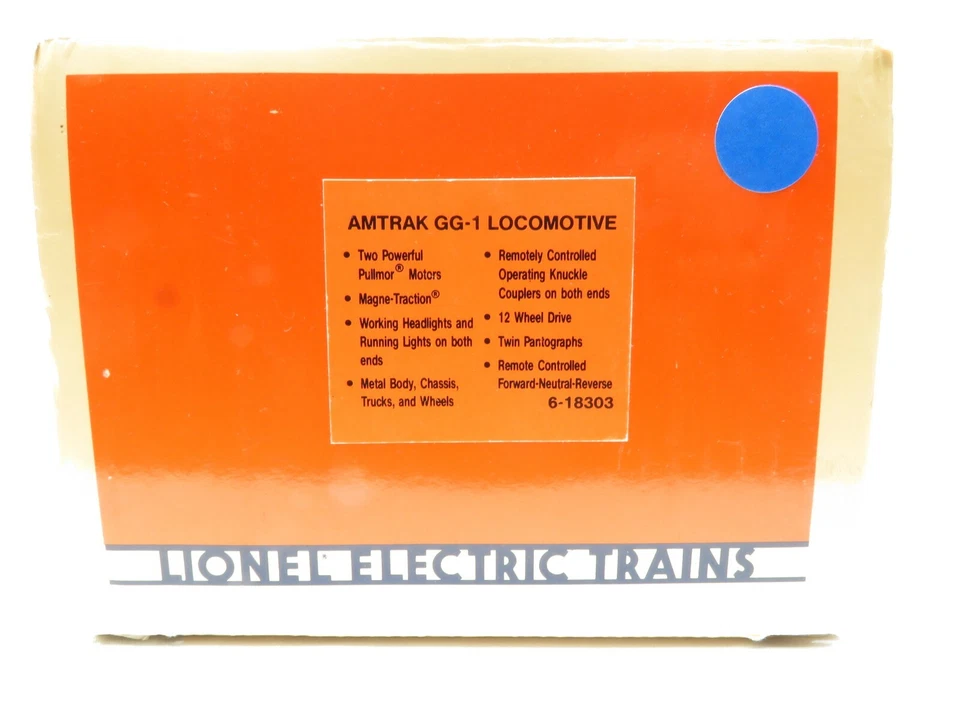 AMTRAK GG-1 LOCOMOTIVE
• Two Powerful
Pullmor® Motors
• Magne-Traction®
• Working Headlights and
Running Lights on both
ends
• Metal Body, Chassis,
Trucks, and Wheels
• Remotely Controlled
Operating Knuckle
Couplers on both ends
• 12 Wheel Drive
• Twin Pantographs
• Remote Controlled
Forward-Neutral-Reverse
6-18303
LIONEL ELECTRIC TRAINS